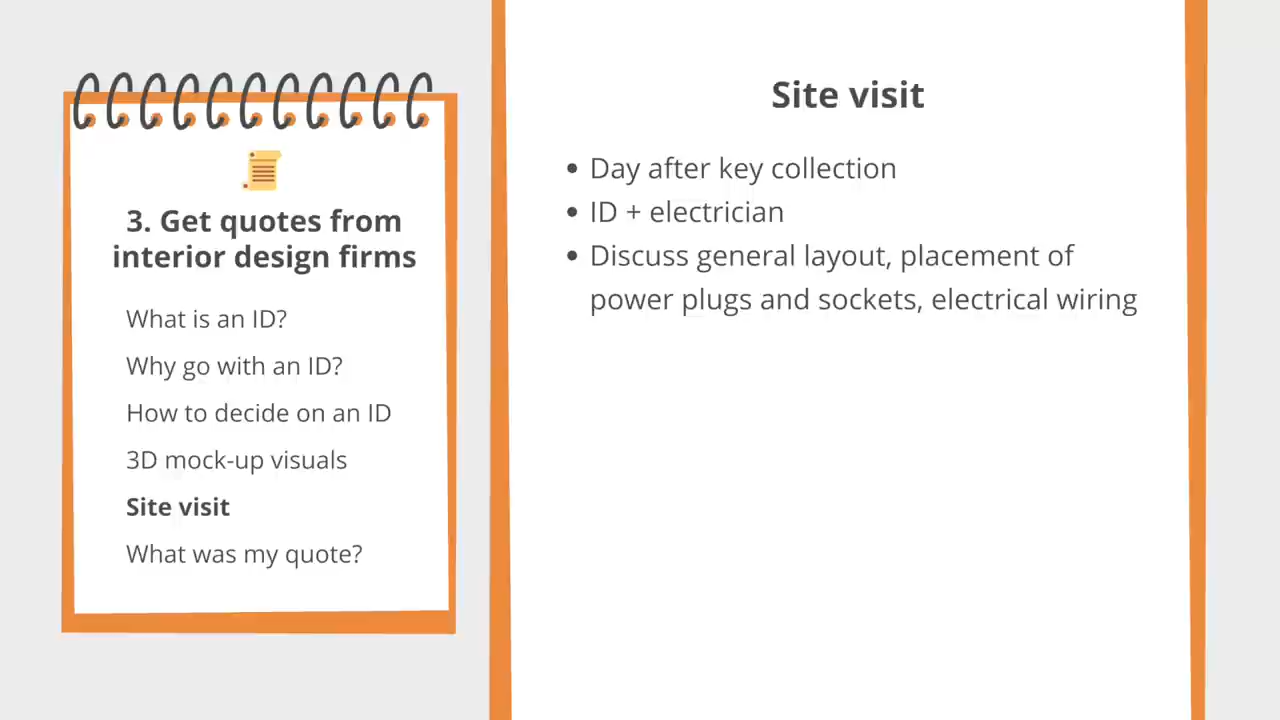 3. Get quotes from
interior design firms
What is an ID?
Why go with an ID?
How to decide on an ID
3D mock-up visuals
Site visit
What was my quote?
Site visit
• Day after key collection
• ID + electrician
• Discuss general layout, placement of
power plugs and sockets, electrical wiring